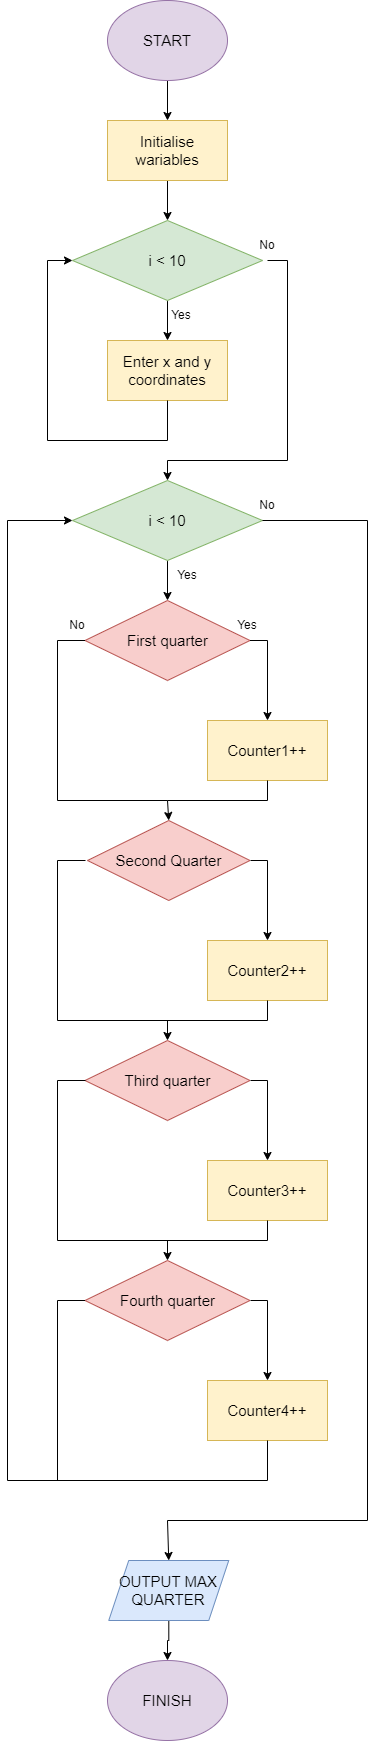 START
Initialise
wariables
i < 10
No
Yes
Enter x and y
coordinates
i < 10
No
Yes
First quarter
No
Yes
Counter1++
Second Quarter
Counter2++
Third quarter
Counter3++
Fourth quarter
Counter4++
OUTPUT MAX
QUARTER
FINISH